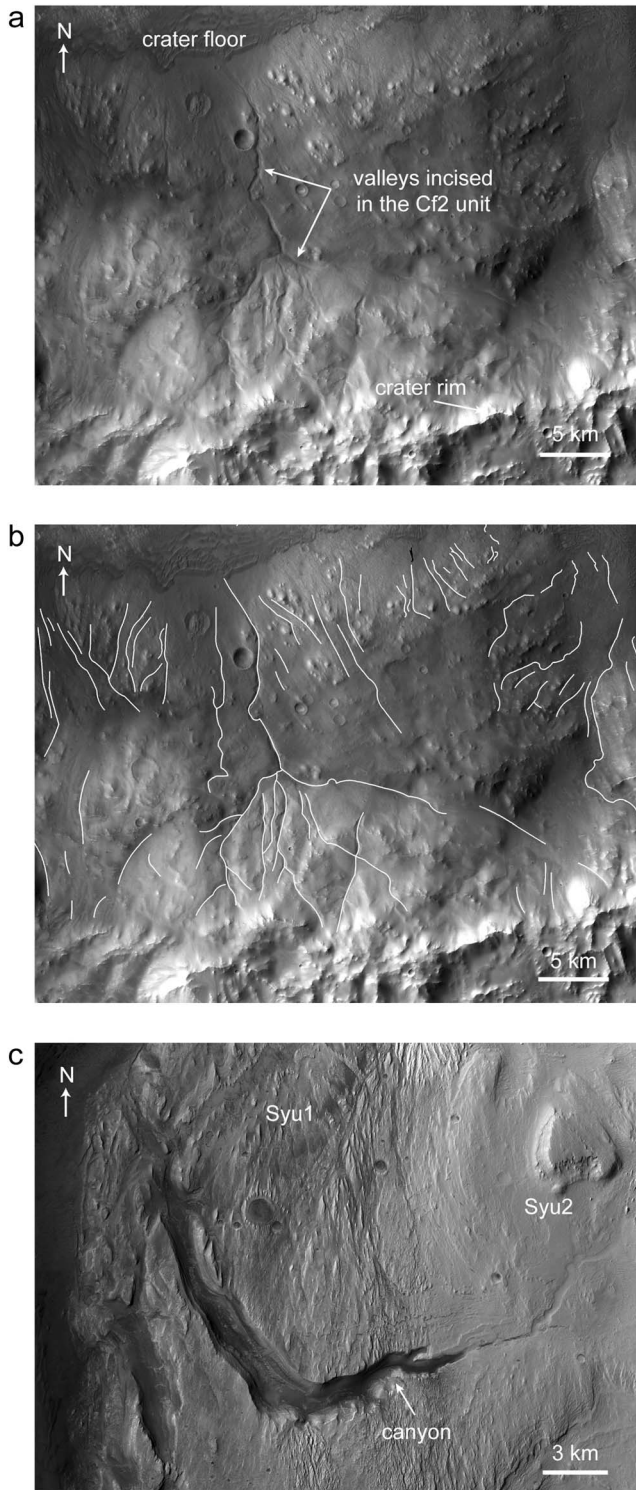 a
N
crater floor
valleys incised
in the Cf2 unit
crater rim
5 km
b
N
5 km
c
N
Syu1
Syu2
canyon
3 km